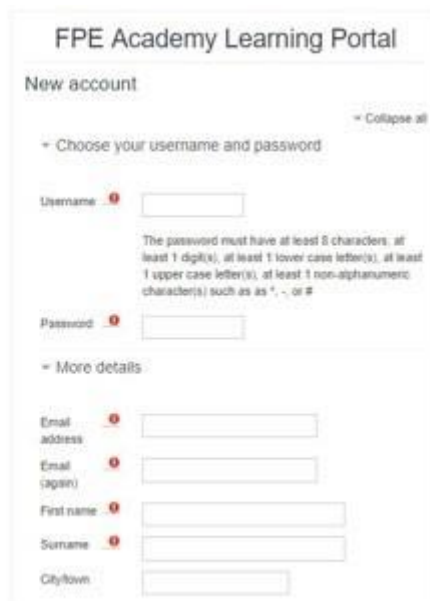 FPE Academy Learning Portal
New account
Collapse all
Choose your username and password
Username
The password must have at least 8 characters, at
least 1 digit(s), at least 1 lower case letter(s), at least
1 upper case letter(s), at least 1 non-alphanumeric
character(s) such as as *, -, or #
Password
More details
Email
address
Email
(again)
First name
Surname
City/town